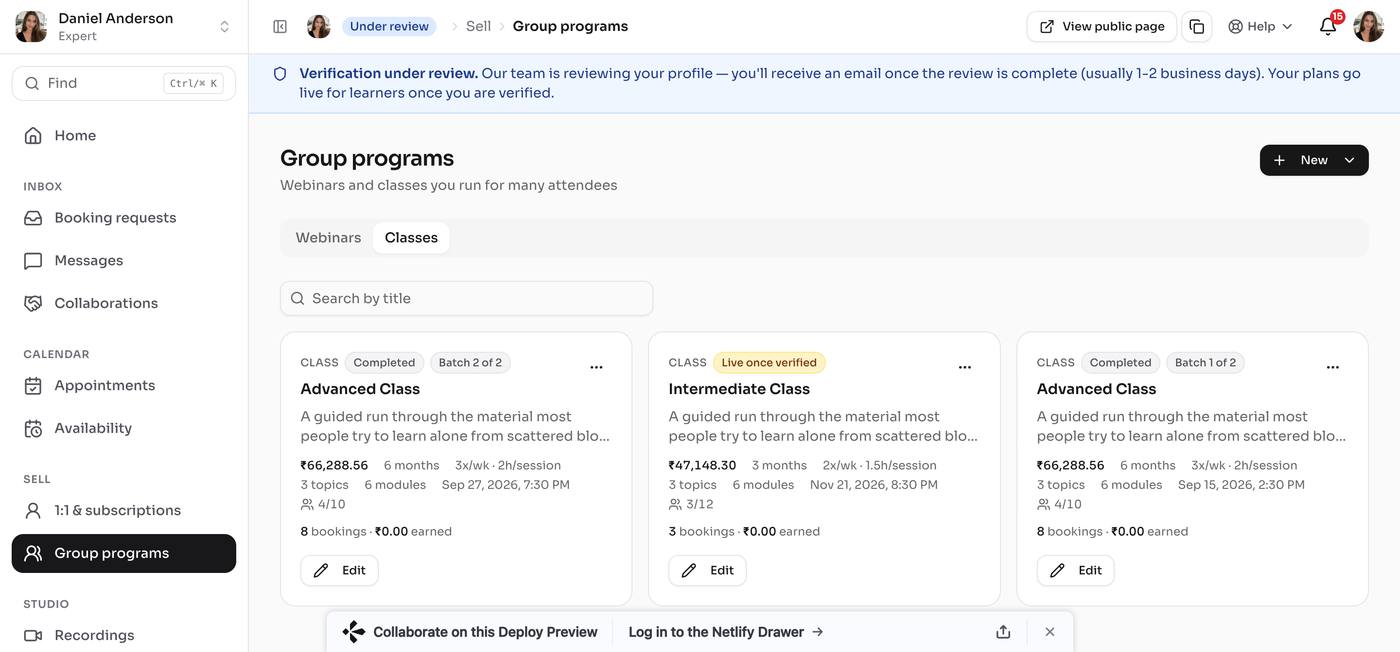 Daniel Anderson
Expert
Find
Ctrl/⌘ K
Home
INBOX
Booking requests
Messages
Collaborations
CALENDAR
Appointments
Availability
SELL
1:1 & subscriptions
Group programs
STUDIO
Recordings
Under review
Sell
Group programs
View public page
Help
15
Verification under review. Our team is reviewing your profile — you'll receive an email once the review is complete (usually 1-2 business days). Your plans go
live for learners once you are verified.
Group programs
Webinars and classes you run for many attendees
New
Webinars
Classes
Search by title
CLASS Completed Batch 2 of 2
Advanced Class
A guided run through the material most
people try to learn alone from scattered blo...
₹66,288.56 6 months 3x/wk · 2h/session
3 topics 6 modules Sep 27, 2026, 7:30 PM
4/10
8 bookings · ₹0.00 earned
Edit
CLASS Live once verified
Intermediate Class
A guided run through the material most
people try to learn alone from scattered blo...
₹47,148.30 3 months 2x/wk · 1.5h/session
3 topics 6 modules Nov 21, 2026, 8:30 PM
3/12
3 bookings · ₹0.00 earned
Edit
CLASS Completed Batch 1 of 2
Advanced Class
A guided run through the material most
people try to learn alone from scattered blo...
₹66,288.56 6 months 3x/wk · 2h/session
3 topics 6 modules Sep 15, 2026, 2:30 PM
4/10
8 bookings · ₹0.00 earned
Edit
Collaborate on this Deploy Preview
Log in to the Netlify Drawer →